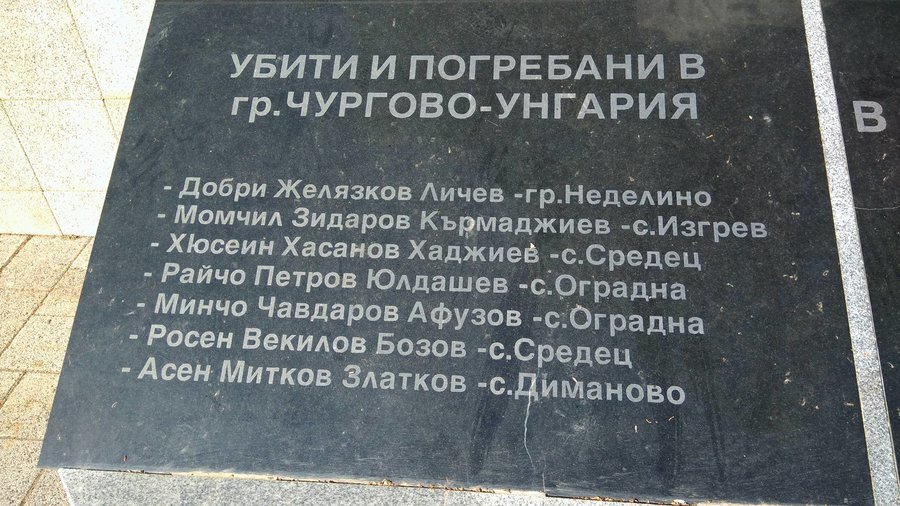 УБИТИ И ПОГРЕБАНИ В
гр.ЧУРГОВО-УНГАРИЯ
- Добри Желязков Личев -гр.Неделино
- Момчил Зидаров Кърмаджиев -с.Изгрев
- Хюсеин Хасанов Хаджиев -с.Средец
- Райчо Петров Юлдашев -с.Оградна
- Минчо Чавдаров Афузов -с.Оградна
- Росен Векилов Бозов -с.Средец
- Асен Митков Златков -с.Диманово
В